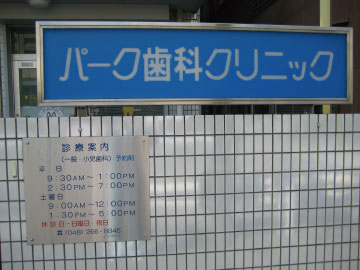 パーク歯科クリニック
診療案内
(一般・小児歯科) 予約制
平 日
9:30AM〜1:00PM
2:30PM〜7:00PM
土曜日
9:00AM〜12:00PM
1:30PM〜5:00PM
休診日-日曜日・祝日